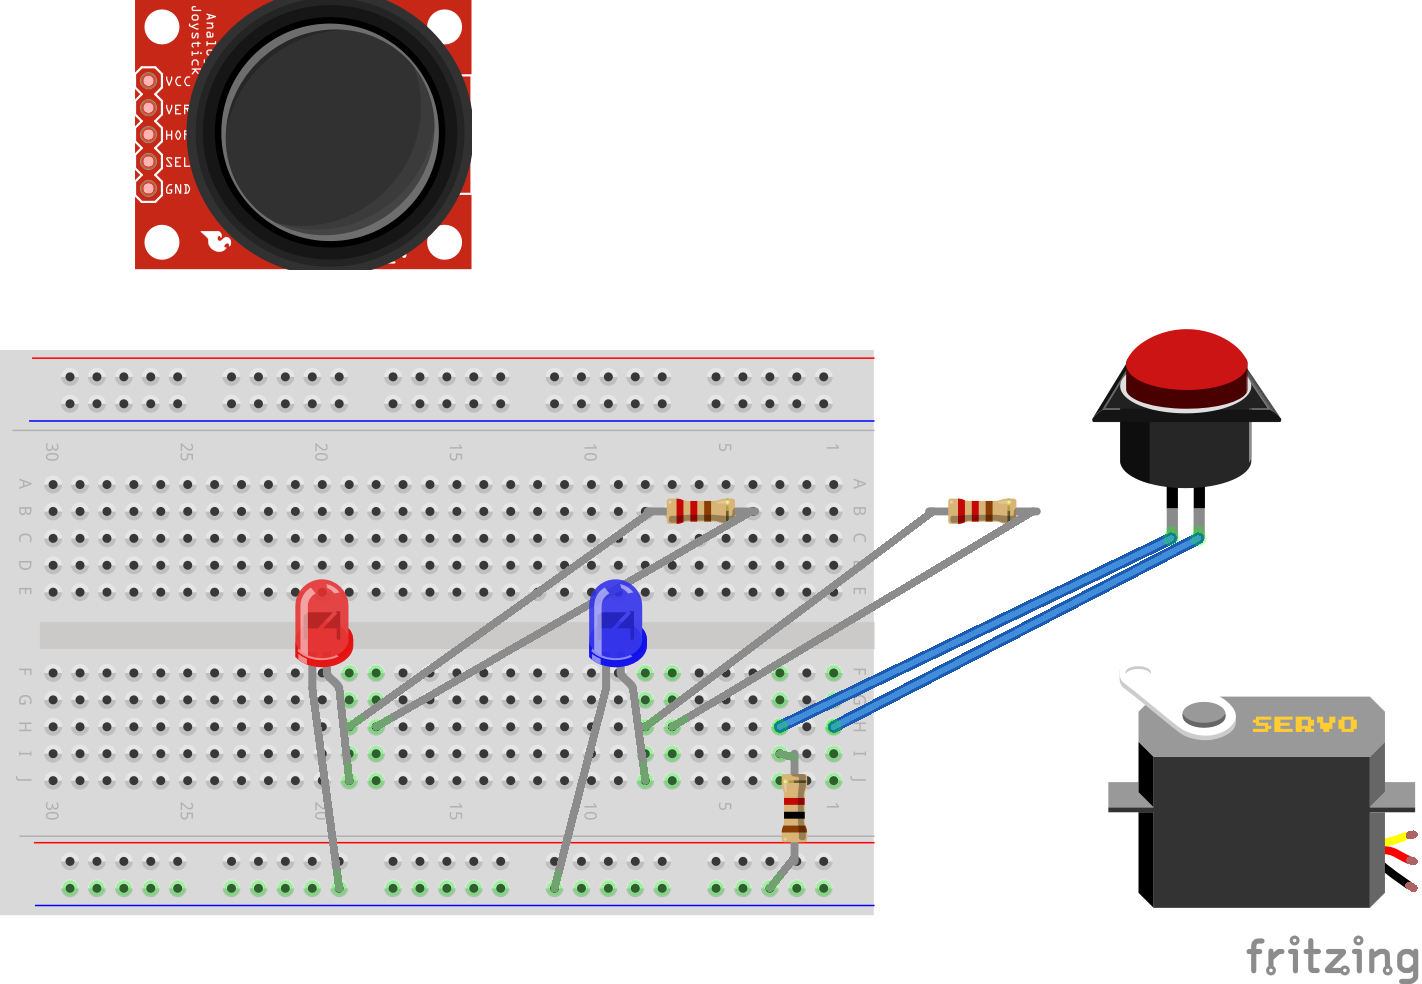 Analog
Joystick
VCC
VER
HOR
SEL
GND
30 25 20 15 10 5 1
A A
B B
C C
D D
E E
F F
G G
H H
I I
J J
30 25 20 15 10 5 1
SERVO
fritzing